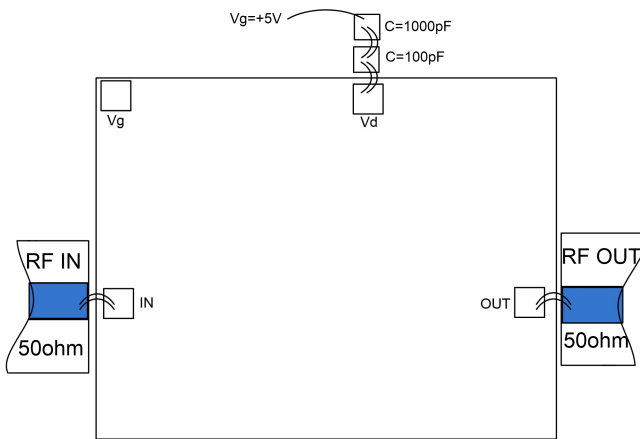 Vg=+5V
C=1000pF
C=100pF
Vg
Vd
RF IN
RF OUT
IN
OUT
50ohm
50ohm